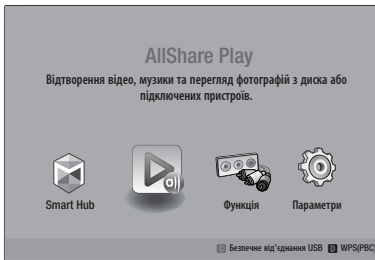 AllShare Play
Відтворення відео, музики та перегляд фотографій з диска або
підключених пристроїв.
all
Smart Hub
Функція
Параметри
C Безпечне від'єднання USB D WPS(PBC)